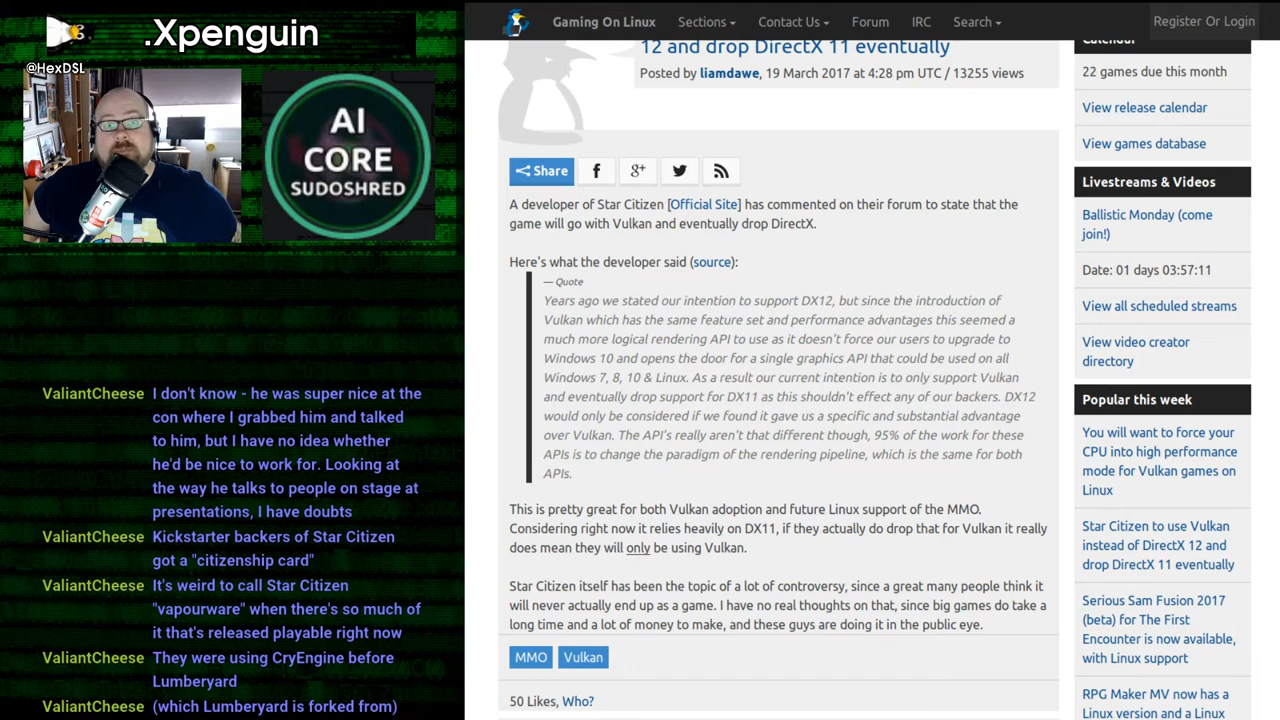 .Xpenguin
@HexDSL
AI
CORE
SUDOSHRED
ValiantCheese I don't know - he was super nice at the
con where I grabbed him and talked
to him, but I have no idea whether
he'd be nice to work for. Looking at
the way he talks to people on stage at
presentations, I have doubts
ValiantCheese Kickstarter backers of Star Citizen
got a "citizenship card"
ValiantCheese It's weird to call Star Citizen
"vapourware" when there's so much of
it that's released playable right now
ValiantCheese They were using CryEngine before
Lumberyard
ValiantCheese (which Lumberyard is forked from)
Gaming On Linux Sections Contact Us Forum IRC Search Register Or Login
12 and drop DirectX 11 eventually
Posted by liamdawe, 19 March 2017 at 4:28 pm UTC / 13255 views
Share
A developer of Star Citizen [Official Site] has commented on their forum to state that the
game will go with Vulkan and eventually drop DirectX.
Here's what the developer said (source):
— Quote
Years ago we stated our intention to support DX12, but since the introduction of
Vulkan which has the same feature set and performance advantages this seemed a
much more logical rendering API to use as it doesn't force our users to upgrade to
Windows 10 and opens the door for a single graphics API that could be used on all
Windows 7, 8, 10 & Linux. As a result our current intention is to only support Vulkan
and eventually drop support for DX11 as this shouldn't effect any of our backers. DX12
would only be considered if we found it gave us a specific and substantial advantage
over Vulkan. The API's really aren't that different though, 95% of the work for these
APIs is to change the paradigm of the rendering pipeline, which is the same for both
APIs.
This is pretty great for both Vulkan adoption and future Linux support of the MMO.
Considering right now it relies heavily on DX11, if they actually do drop that for Vulkan it really
does mean they will only be using Vulkan.
Star Citizen itself has been the topic of a lot of controversy, since a great many people think it
will never actually end up as a game. I have no real thoughts on that, since big games do take a
long time and a lot of money to make, and these guys are doing it in the public eye.
MMO Vulkan
50 Likes, Who?
Calendar
22 games due this month
View release calendar
View games database
Livestreams & Videos
Ballistic Monday (come
join!)
Date: 01 days 03:57:11
View all scheduled streams
View video creator
directory
Popular this week
You will want to force your
CPU into high performance
mode for Vulkan games on
Linux
Star Citizen to use Vulkan
instead of DirectX 12 and
drop DirectX 11 eventually
Serious Sam Fusion 2017
(beta) for The First
Encounter is now available,
with Linux support
RPG Maker MV now has a
Linux version and a Linux